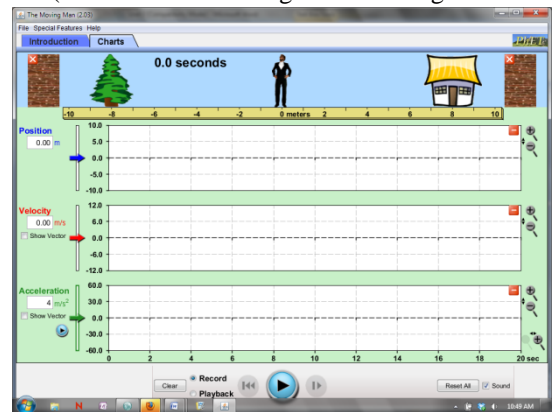 The Moving Man (2.03)
File Special Features Help
Introduction Charts
0.0 seconds
-10 -8 -6 -4 -2 0 meters 2 4 6 8 10
Position
0.00 m
10.0
5.0
0.0
-5.0
-10.0
Velocity
0.00 m/s
Show Vector
12.0
6.0
0.0
-6.0
-12.0
Acceleration
4 m/s²
Show Vector
60.0
30.0
0.0
-30.0
-60.0
0 2 4 6 8 10 12 14 16 18 20 sec
Clear
Record
Playback
Reset All
Sound
10:49 AM